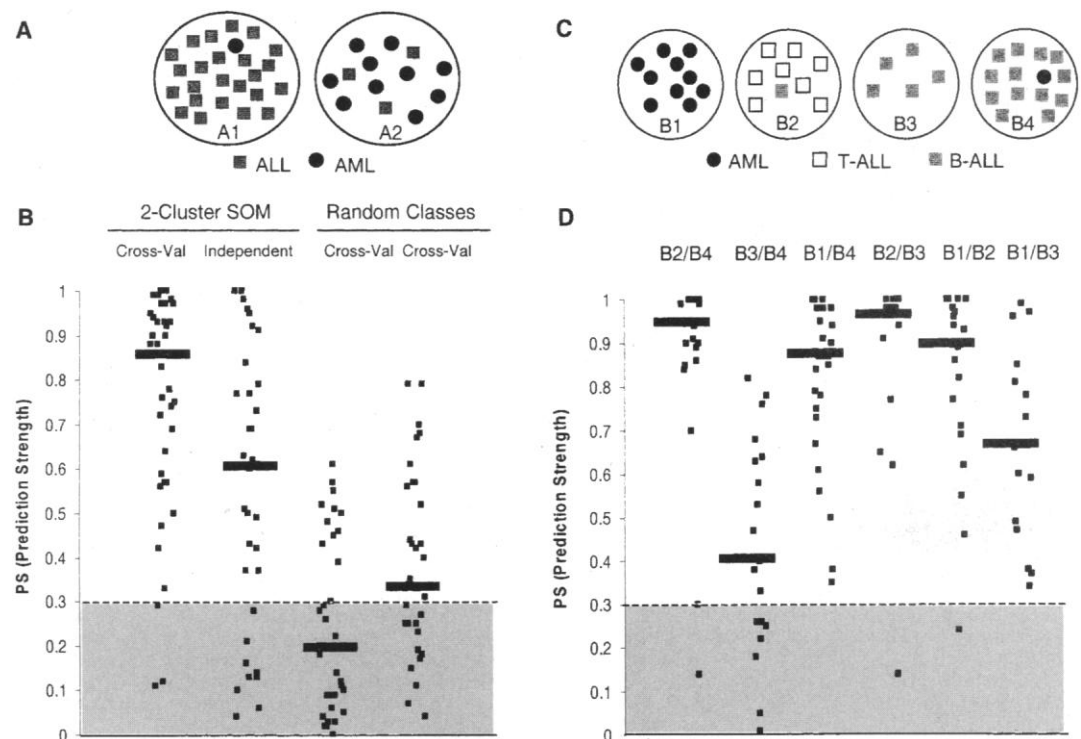 A
A1
A2
ALL AML
B
2-Cluster SOM Random Classes
Cross-Val Independent Cross-Val Cross-Val
PS (Prediction Strength)
1
0.9
0.8
0.7
0.6
0.5
0.4
0.3
0.2
0.1
0
C
B1
B2
B3
B4
AML T-ALL B-ALL
D
B2/B4 B3/B4 B1/B4 B2/B3 B1/B2 B1/B3
PS (Prediction Strength)
1
0.9
0.8
0.7
0.6
0.5
0.4
0.3
0.2
0.1
0